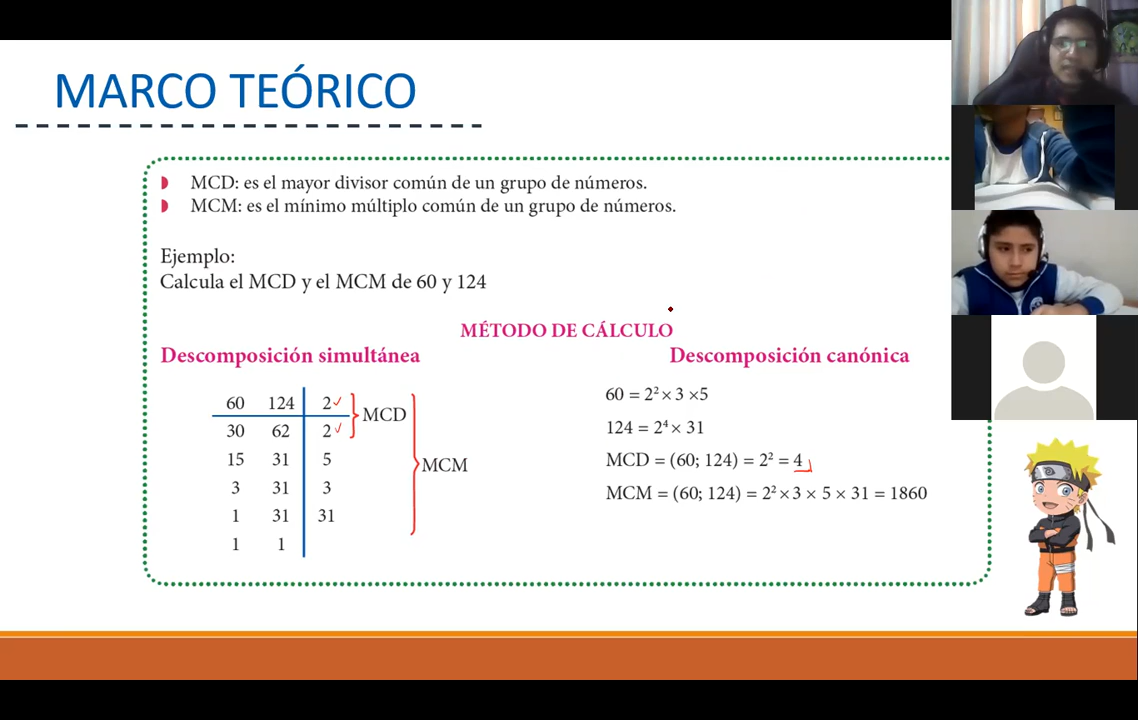 MARCO TEÓRICO
MCD: es el mayor divisor común de un grupo de números.
MCM: es el mínimo múltiplo común de un grupo de números.
Ejemplo:
Calcula el MCD y el MCM de 60 y 124
MÉTODO DE CÁLCULO
Descomposición simultánea
60 124 2 ✓
30 62 2 ✓
MCD
15 31 5
3 31 3
1 31 31
1 1
MCM
Descomposición canónica
60 = 2² × 3 ×5
124 = 2⁴ × 31
MCD = (60; 124) = 2² = 4
MCM = (60; 124) = 2² × 3 × 5 × 31 = 1860